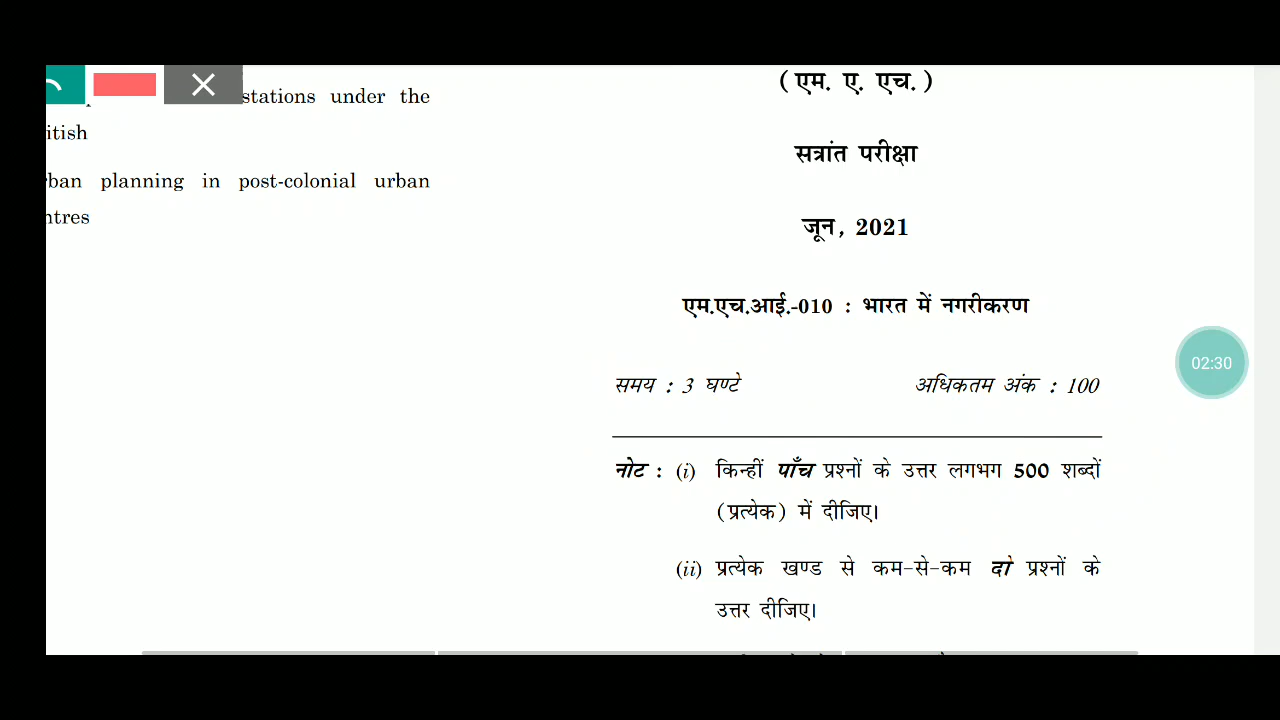 stations under the
itish
rban planning in post-colonial urban
ntres
(एम. ए. एच.)
सत्रांत परीक्षा
जून, 2021
एम.एच.आई.-010 : भारत में नगरीकरण
समय : 3 घण्टे अधिकतम अंक : 100
नोट : (i) किन्हीं पाँच प्रश्नों के उत्तर लगभग 500 शब्दों
(प्रत्येक) में दीजिए।
(ii) प्रत्येक खण्ड से कम-से-कम दो प्रश्नों के
उत्तर दीजिए।
02:30